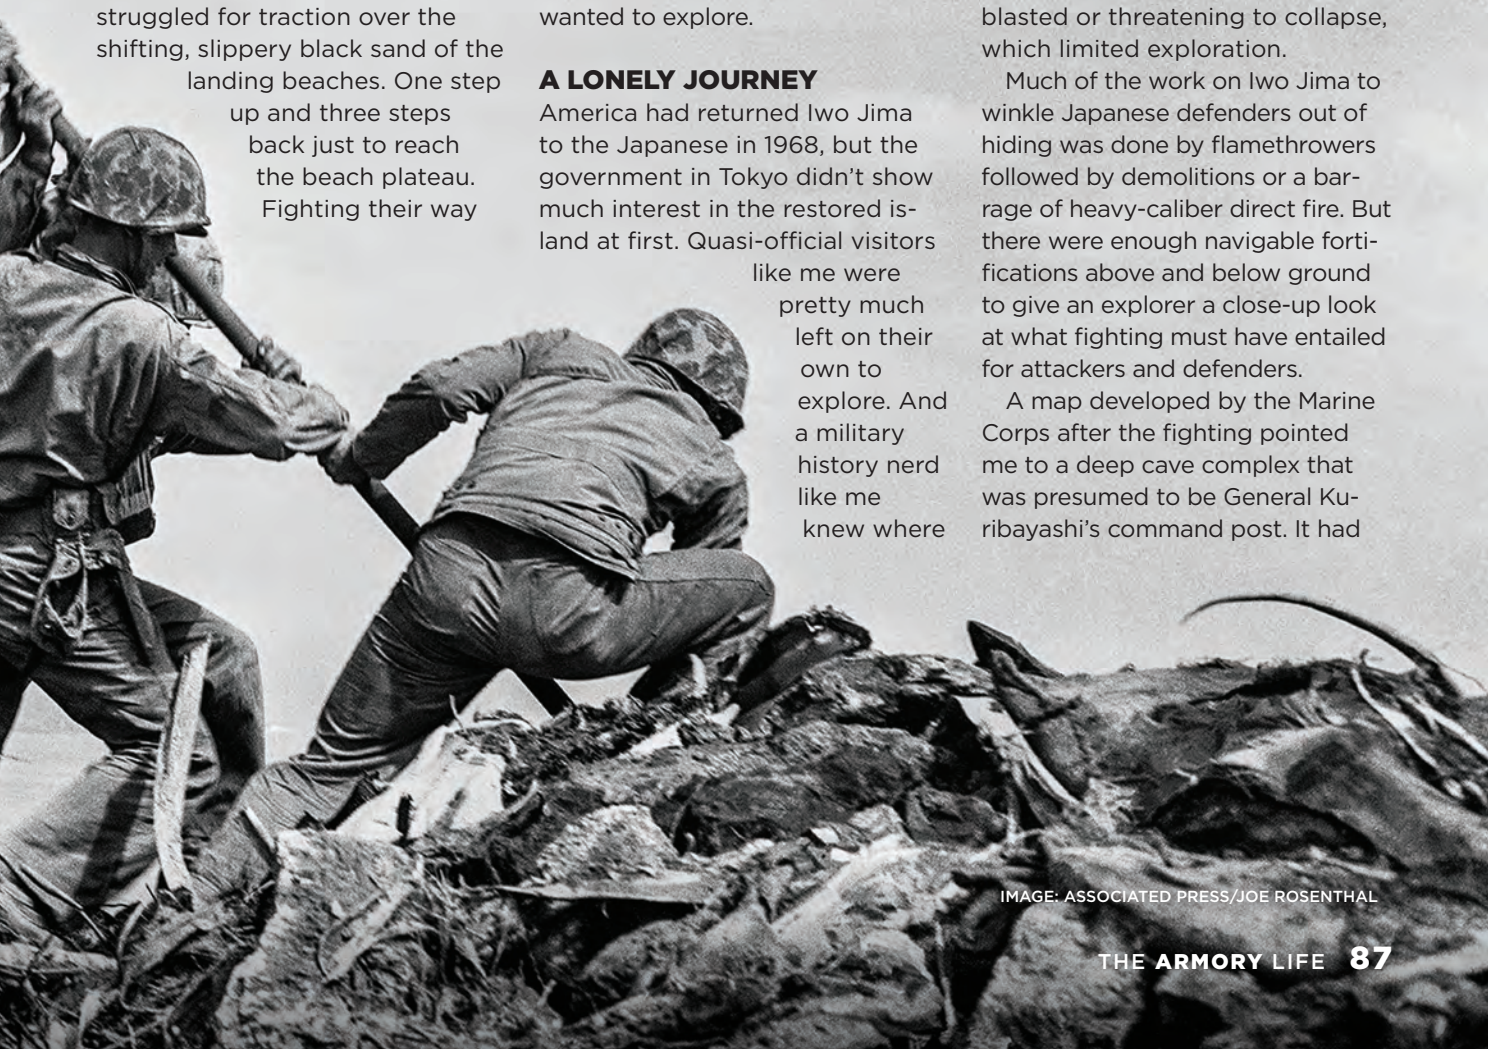 struggled for traction over the
shifting, slippery black sand of the
landing beaches. One step
up and three steps
back just to reach
the beach plateau.
Fighting their way
wanted to explore.
A LONELY JOURNEY
America had returned Iwo Jima
to the Japanese in 1968, but the
government in Tokyo didn’t show
much interest in the restored is-
land at first. Quasi-official visitors
like me were
pretty much
left on their
own to
explore. And
a military
history nerd
like me
knew where
blasted or threatening to collapse,
which limited exploration.
Much of the work on Iwo Jima to
winkle Japanese defenders out of
hiding was done by flamethrowers
followed by demolitions or a bar-
rage of heavy-caliber direct fire. But
there were enough navigable forti-
fications above and below ground
to give an explorer a close-up look
at what fighting must have entailed
for attackers and defenders.
A map developed by the Marine
Corps after the fighting pointed
me to a deep cave complex that
was presumed to be General Ku-
ribayashi’s command post. It had
IMAGE: ASSOCIATED PRESS/JOE ROSENTHAL
THE ARMORY LIFE 87